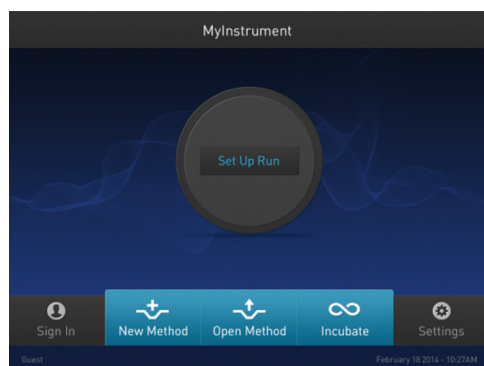 MyInstrument
Set Up Run
Sign In
New Method
Open Method
Incubate
Settings
Guest
February 18 2014 - 10:27AM